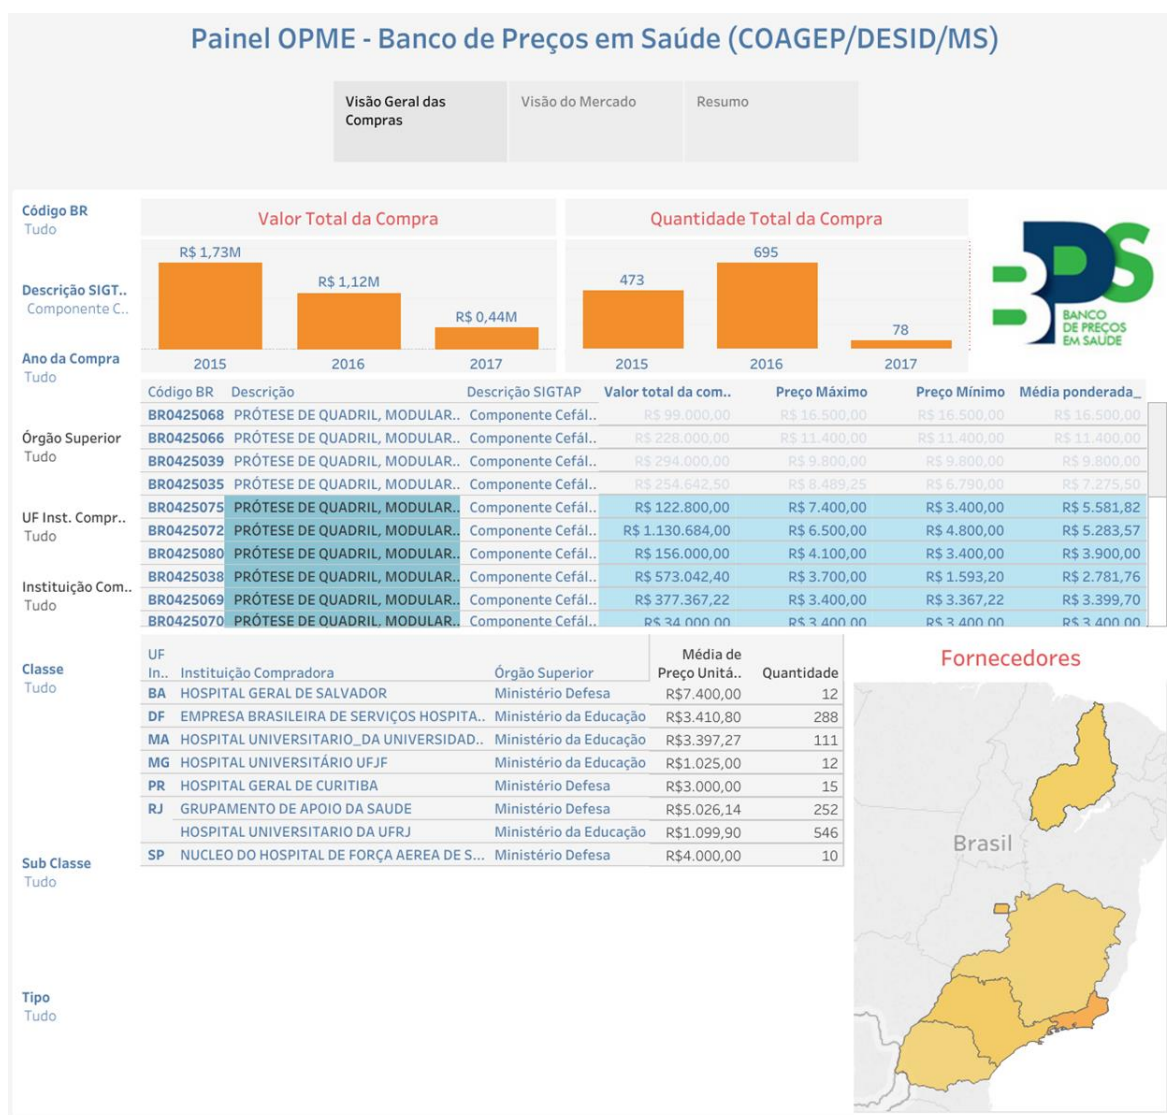 Painel OPME - Banco de Preços em Saúde (COAGEP/DESID/MS)
Visão Geral das Compras
Visão do Mercado
Resumo
Código BR
Tudo
Descrição SIGT..
Componente C..
Ano da Compra
Tudo
Órgão Superior
Tudo
UF Inst. Compr..
Tudo
Instituição Com..
Tudo
Classe
Tudo
Sub Classe
Tudo
Tipo
Tudo
Valor Total da Compra
R$ 1,73M
R$ 1,12M
R$ 0,44M
2015 2016 2017
Quantidade Total da Compra
473
695
78
2015 2016 2017
BPS
BANCO
DE PREÇOS
EM SAÚDE
Código BR Descrição Descrição SIGTAP Valor total da com.. Preço Máximo Preço Mínimo Média ponderada_
BR0425068 PRÓTESE DE QUADRIL, MODULAR.. Componente Cefál.. R$ 99.000,00 R$ 16.500,00 R$ 16.500,00 R$ 16.500,00
BR0425066 PRÓTESE DE QUADRIL, MODULAR.. Componente Cefál.. R$ 228.000,00 R$ 11.400,00 R$ 11.400,00 R$ 11.400,00
BR0425039 PRÓTESE DE QUADRIL, MODULAR.. Componente Cefál.. R$ 294.000,00 R$ 9.800,00 R$ 9.800,00 R$ 9.800,00
BR0425035 PRÓTESE DE QUADRIL, MODULAR.. Componente Cefál.. R$ 254.642,50 R$ 8.489,25 R$ 6.790,00 R$ 7.275,50
BR0425075 PRÓTESE DE QUADRIL, MODULAR.. Componente Cefál.. R$ 122.800,00 R$ 7.400,00 R$ 3.400,00 R$ 5.581,82
BR0425072 PRÓTESE DE QUADRIL, MODULAR.. Componente Cefál.. R$ 1.130.684,00 R$ 6.500,00 R$ 4.800,00 R$ 5.283,57
BR0425080 PRÓTESE DE QUADRIL, MODULAR.. Componente Cefál.. R$ 156.000,00 R$ 4.100,00 R$ 3.400,00 R$ 3.900,00
BR0425038 PRÓTESE DE QUADRIL, MODULAR.. Componente Cefál.. R$ 573.042,40 R$ 3.700,00 R$ 1.593,20 R$ 2.781,76
BR0425069 PRÓTESE DE QUADRIL, MODULAR.. Componente Cefál.. R$ 377.367,22 R$ 3.400,00 R$ 3.367,22 R$ 3.399,70
BR0425070 PRÓTESE DE QUADRIL, MODULAR.. Componente Cefál.. R$ 34.000,00 R$ 3.400,00 R$ 3.400,00 R$ 3.400,00
UF In.. Instituição Compradora Órgão Superior Média de Preço Unitá.. Quantidade
BA HOSPITAL GERAL DE SALVADOR Ministério Defesa R$7.400,00 12
DF EMPRESA BRASILEIRA DE SERVIÇOS HOSPITA.. Ministério da Educação R$3.410,80 288
MA HOSPITAL UNIVERSITARIO_DA UNIVERSIDAD.. Ministério da Educação R$3.397,27 111
MG HOSPITAL UNIVERSITÁRIO UFJF Ministério da Educação R$1.025,00 12
PR HOSPITAL GERAL DE CURITIBA Ministério Defesa R$3.000,00 15
RJ GRUPAMENTO DE APOIO DA SAUDE Ministério Defesa R$5.026,14 252
HOSPITAL UNIVERSITARIO DA UFRJ Ministério da Educação R$1.099,90 546
SP NUCLEO DO HOSPITAL DE FORÇA AEREA DE S... Ministério Defesa R$4.000,00 10
Fornecedores
Brasil